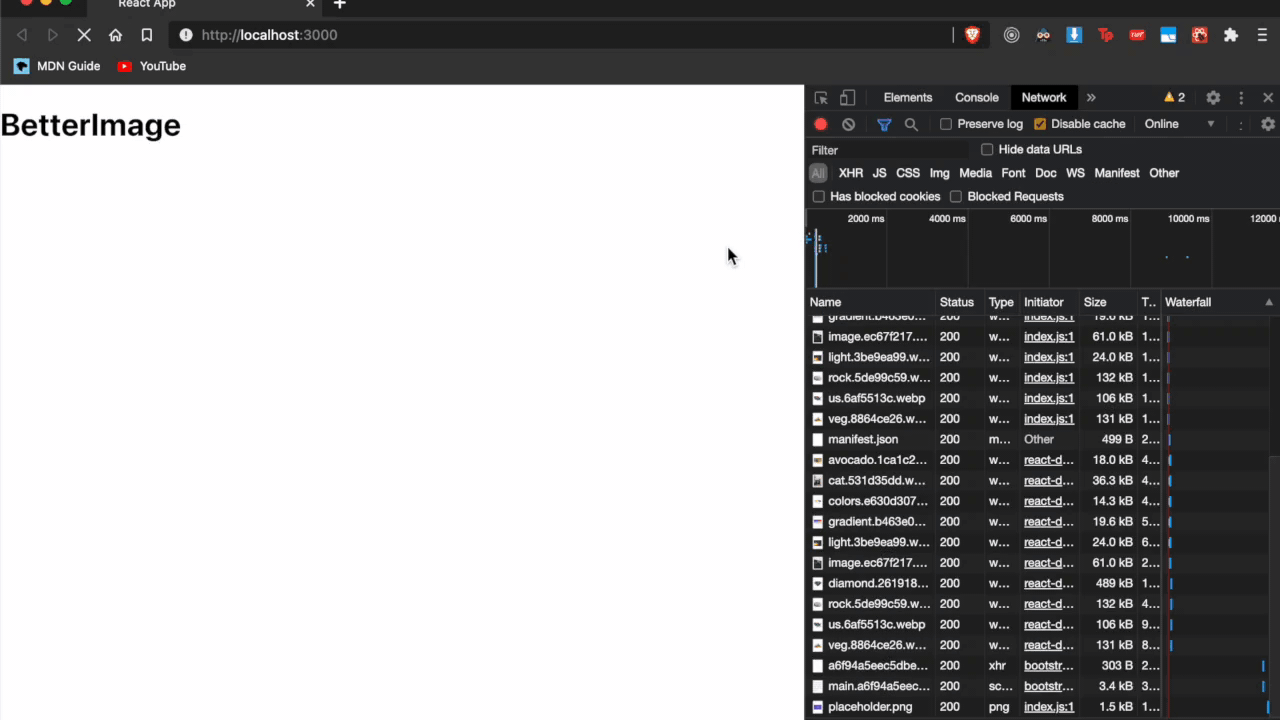 React App
http://localhost:3000
MDN Guide YouTube
BetterImage
Elements Console Network » 2
Preserve log Disable cache Online
Filter Hide data URLs
All XHR JS CSS Img Media Font Doc WS Manifest Other
Has blocked cookies Blocked Requests
2000 ms 4000 ms 6000 ms 8000 ms 10000 ms 12000
Name Status Type Initiator Size T.. Waterfall
gradient.b463e0... 200 w... index.js:1 19.6 kB 1...
image.ec67f217.... 200 w... index.js:1 61.0 kB 1...
light.3be9ea99.w... 200 w... index.js:1 24.0 kB 1...
rock.5de99c59.w... 200 w... index.js:1 132 kB 1...
us.6af5513c.webp 200 w... index.js:1 106 kB 1...
veg.8864ce26.w... 200 w... index.js:1 131 kB 1...
manifest.json 200 m... Other 499 B 2...
avocado.1ca1c2... 200 w... react-d... 18.0 kB 4...
cat.531d35dd.w... 200 w... react-d... 36.3 kB 4...
colors.e630d307... 200 w... react-d... 14.3 kB 4...
gradient.b463e0... 200 w... react-d... 19.6 kB 5...
light.3be9ea99.w... 200 w... react-d... 24.0 kB 6...
image.ec67f217.... 200 w... react-d... 61.0 kB 2...
diamond.261918... 200 w... react-d... 489 kB 1...
rock.5de99c59.w... 200 w... react-d... 132 kB 4...
us.6af5513c.webp 200 w... react-d... 106 kB 9...
veg.8864ce26.w... 200 w... react-d... 131 kB 8...
a6f94a5eec5dbe... 200 xhr bootstr... 303 B 2...
main.a6f94a5eec... 200 sc... bootstr... 3.4 kB 3...
placeholder.png 200 png index.js:1 1.5 kB 1...